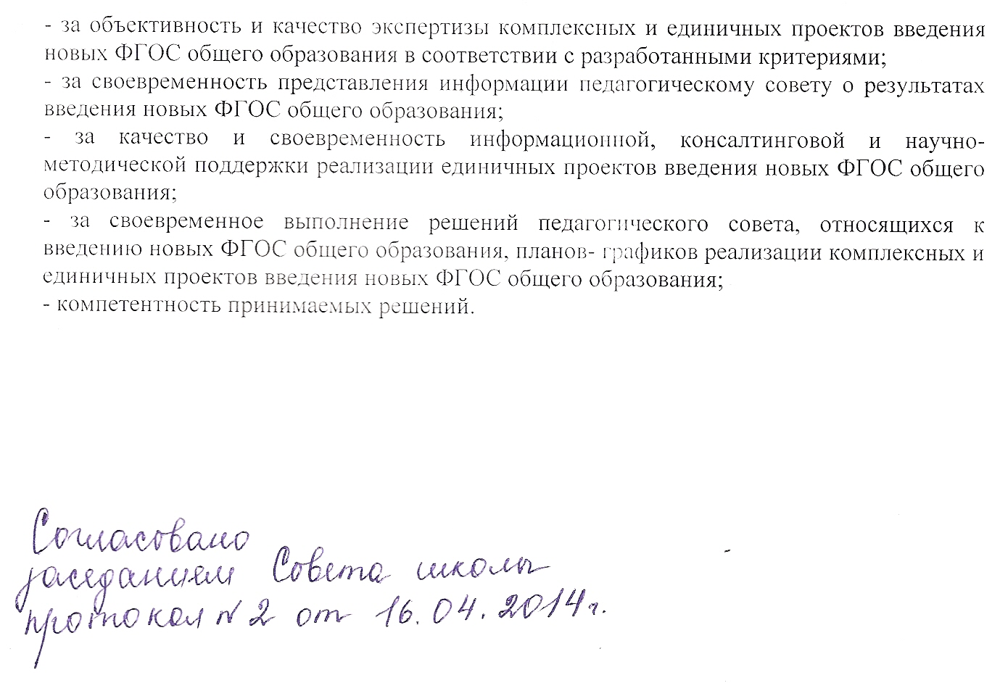 - за объективность и качество экспертизы комплексных и единичных проектов введения
новых ФГОС общего образования в соответствии с разработанными критериями;
- за своевременность представления информации педагогическому совету о результатах
введения новых ФГОС общего образования;
- за качество и своевременность информационной, консалтинговой и научно-
методической поддержки реализации единичных проектов введения новых ФГОС общего
образования;
- за своевременное выполнение решений педагогического совета, относящихся к
введению новых ФГОС общего образования, планов- графиков реализации комплексных и
единичных проектов введения новых ФГОС общего образования;
- компетентность принимаемых решений.
Согласовано
заседанием Совета школы
протокол № 2 от 16.04.2014г.